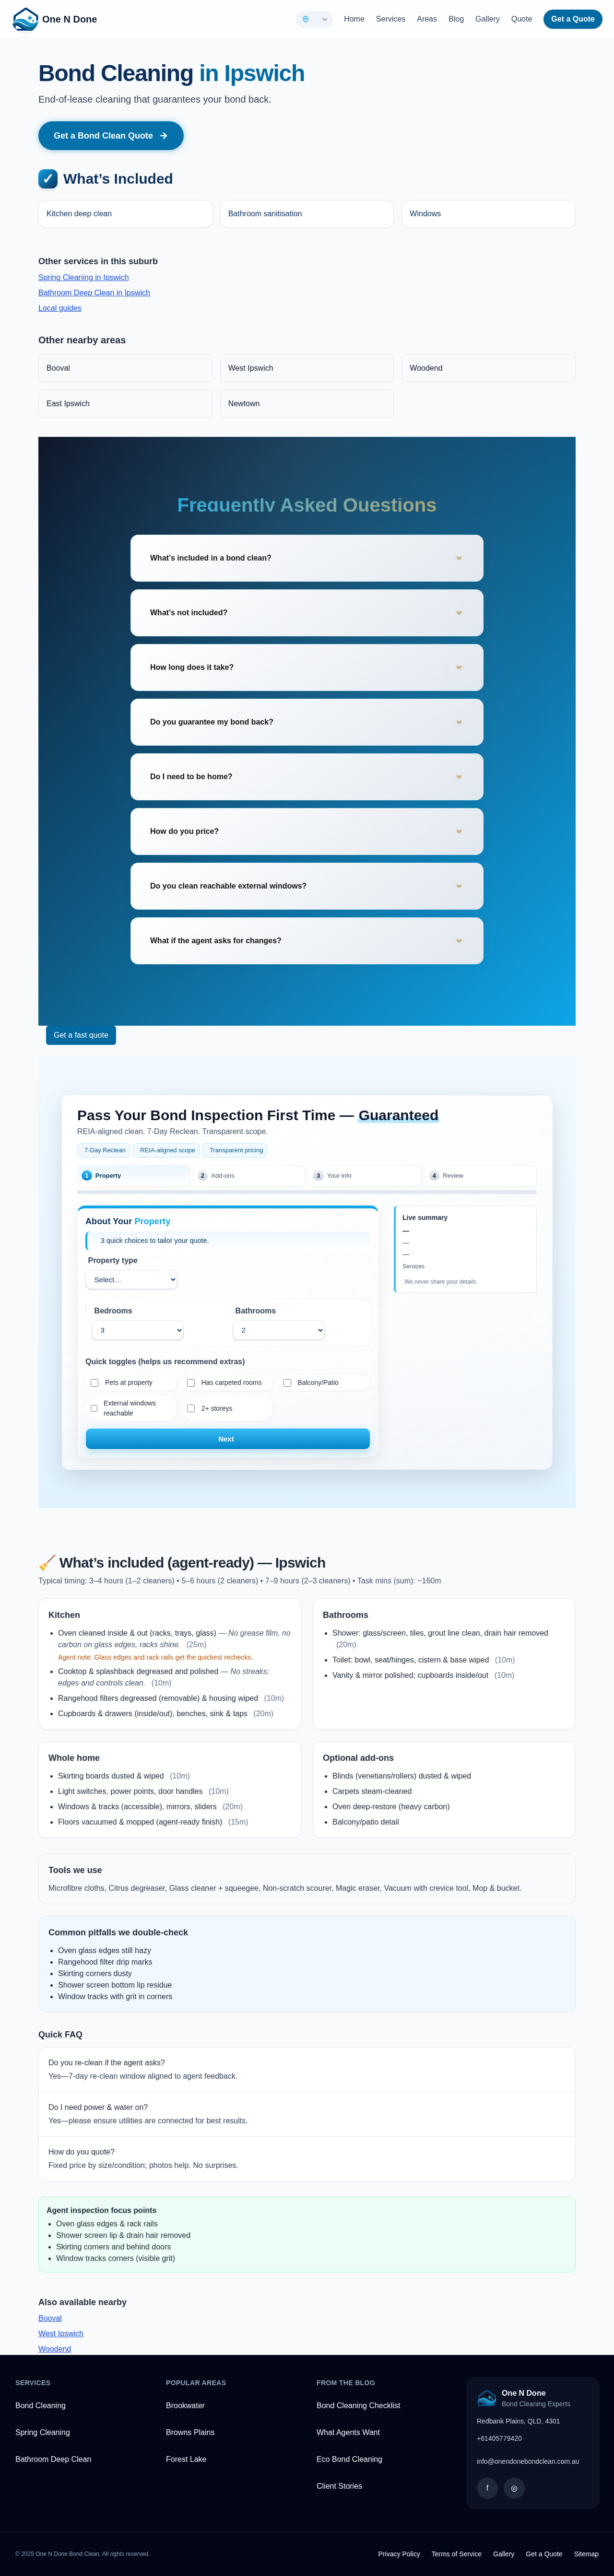 One N Done
Home Services Areas Blog Gallery Quote Get a Quote
Bond Cleaning in Ipswich
End-of-lease cleaning that guarantees your bond back.
Get a Bond Clean Quote →
✓ What’s Included
Kitchen deep clean Bathroom sanitisation Windows
Other services in this suburb
Spring Cleaning in Ipswich
Bathroom Deep Clean in Ipswich
Local guides
Other nearby areas
Booval West Ipswich Woodend
East Ipswich Newtown
Frequently Asked Questions
What’s included in a bond clean?
What’s not included?
How long does it take?
Do you guarantee my bond back?
Do I need to be home?
How do you price?
Do you clean reachable external windows?
What if the agent asks for changes?
Get a fast quote
Pass Your Bond Inspection First Time — Guaranteed
REIA-aligned clean. 7-Day Reclean. Transparent scope.
7-Day Reclean REIA-aligned scope Transparent pricing
1 Property 2 Add-ons 3 Your info 4 Review
About Your Property
3 quick choices to tailor your quote.
Property type
Select…
Bedrooms Bathrooms
3 2
Quick toggles (helps us recommend extras)
Pets at property Has carpeted rooms Balcony/Patio
External windows reachable 2+ storeys
Next
Live summary
—
—
—
Services
We never share your details.
🧹 What’s included (agent-ready) — Ipswich
Typical timing: 3–4 hours (1–2 cleaners) • 5–6 hours (2 cleaners) • 7–9 hours (2–3 cleaners) • Task mins (sum): ~160m
Kitchen
• Oven cleaned inside & out (racks, trays, glass) — No grease film, no
carbon on glass edges, racks shine. (25m)
Agent note: Glass edges and rack rails get the quickest rechecks.
• Cooktop & splashback degreased and polished — No streaks;
edges and controls clean. (10m)
• Rangehood filters degreased (removable) & housing wiped (10m)
• Cupboards & drawers (inside/out), benches, sink & taps (20m)
Bathrooms
• Shower: glass/screen, tiles, grout line clean, drain hair removed
(20m)
• Toilet: bowl, seat/hinges, cistern & base wiped (10m)
• Vanity & mirror polished; cupboards inside/out (10m)
Whole home
• Skirting boards dusted & wiped (10m)
• Light switches, power points, door handles (10m)
• Windows & tracks (accessible), mirrors, sliders (20m)
• Floors vacuumed & mopped (agent-ready finish) (15m)
Optional add-ons
• Blinds (venetians/rollers) dusted & wiped
• Carpets steam-cleaned
• Oven deep-restore (heavy carbon)
• Balcony/patio detail
Tools we use
Microfibre cloths, Citrus degreaser, Glass cleaner + squeegee, Non-scratch scourer, Magic eraser, Vacuum with crevice tool, Mop & bucket.
Common pitfalls we double-check
• Oven glass edges still hazy
• Rangehood filter drip marks
• Skirting corners dusty
• Shower screen bottom lip residue
• Window tracks with grit in corners
Quick FAQ
Do you re-clean if the agent asks?
Yes—7-day re-clean window aligned to agent feedback.
Do I need power & water on?
Yes—please ensure utilities are connected for best results.
How do you quote?
Fixed price by size/condition; photos help. No surprises.
Agent inspection focus points
• Oven glass edges & rack rails
• Shower screen lip & drain hair removed
• Skirting corners and behind doors
• Window tracks corners (visible grit)
Also available nearby
Booval
West Ipswich
Woodend
SERVICES
Bond Cleaning
Spring Cleaning
Bathroom Deep Clean
POPULAR AREAS
Brookwater
Browns Plains
Forest Lake
FROM THE BLOG
Bond Cleaning Checklist
What Agents Want
Eco Bond Cleaning
Client Stories
One N Done
Bond Cleaning Experts
Redbank Plains, QLD, 4301
+61405779420
info@onendonebondclean.com.au
f ◎
© 2025 One N Done Bond Clean. All rights reserved.
Privacy Policy Terms of Service Gallery Get a Quote Sitemap